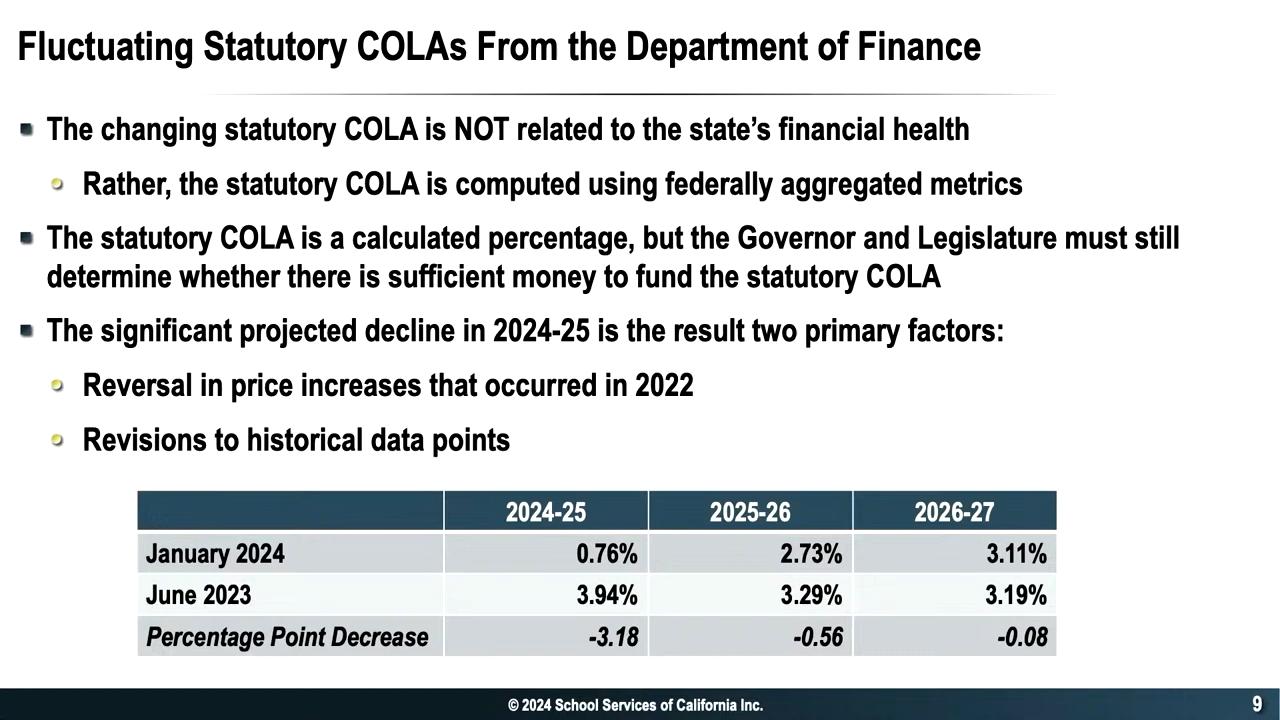 Fluctuating Statutory COLAs From the Department of Finance
The changing statutory COLA is NOT related to the state’s financial health
Rather, the statutory COLA is computed using federally aggregated metrics
The statutory COLA is a calculated percentage, but the Governor and Legislature must still
determine whether there is sufficient money to fund the statutory COLA
The significant projected decline in 2024-25 is the result two primary factors:
Reversal in price increases that occurred in 2022
Revisions to historical data points
2024-25 2025-26 2026-27
January 2024 0.76% 2.73% 3.11%
June 2023 3.94% 3.29% 3.19%
Percentage Point Decrease -3.18 -0.56 -0.08
© 2024 School Services of California Inc. 9